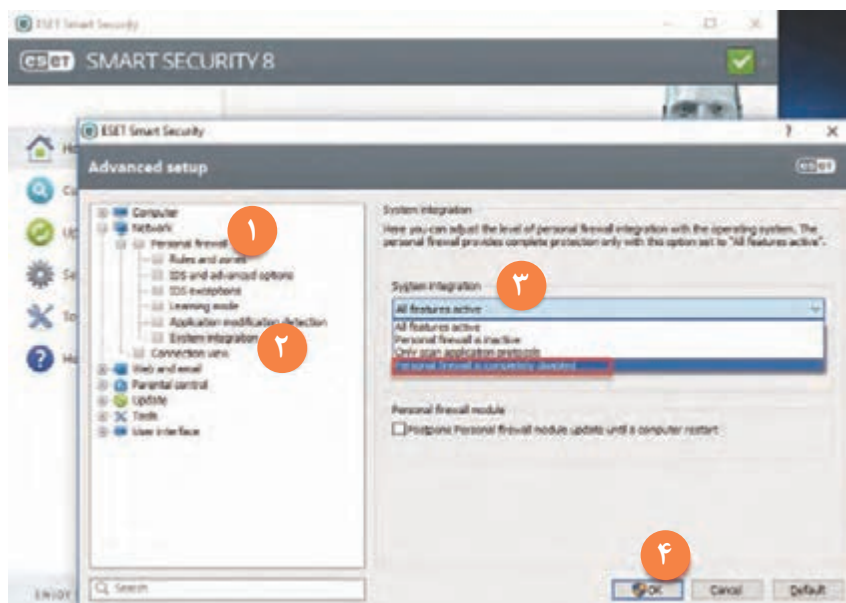 ESET Smart Security
eset SMART SECURITY 8
ESET Smart Security
Advanced setup
eset
Computer
Network
Personal firewall
Rules and zones
IDS and advanced options
IDS exceptions
Learning mode
Application modification detection
System integration
Connection view
Web and email
Parental control
Update
Tools
User interface
Search
System integration
Here you can adjust the level of personal firewall integration with the operating system. The
personal firewall provides complete protection only with this option set to "All features active".
System integration
All features active
All features active
Personal firewall is inactive
Only scan application protocols
Personal firewall is completely disabled
Personal firewall module
Postpone Personal firewall module update until a computer restart
OK
Cancel
Default
ENJOY
۱
۲
۳
۴